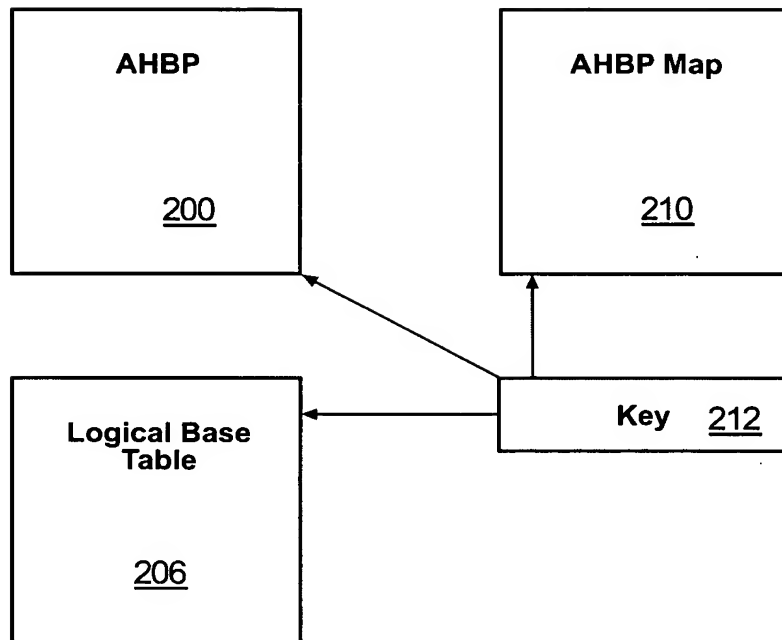 AHBP
200
AHBP Map
210
Logical Base
Table
206
Key 212